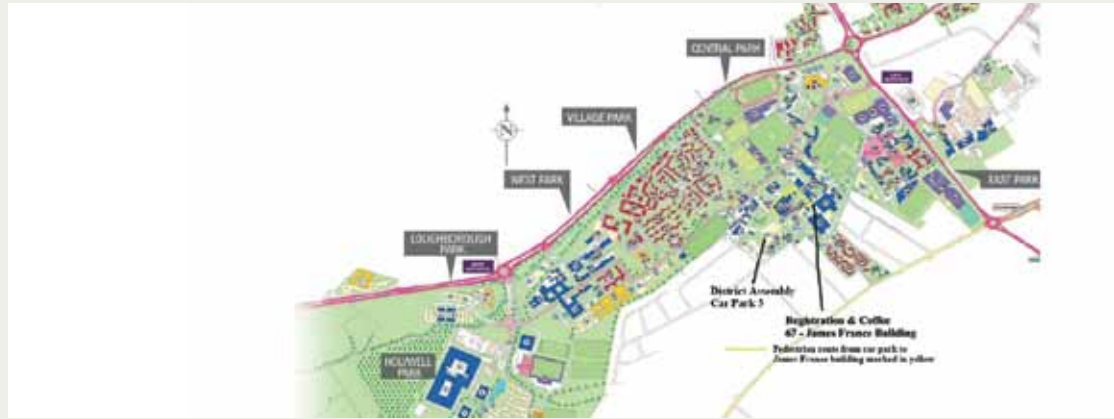 CENTRAL PARK
VILLAGE PARK
N
WEST PARK
EAST PARK
LOUGHBOROUGH
PARK
District Assembly
Car Park 5
Registration & Coffee
67 - James France Building
HOLYWELL
PARK
Pedestrian route from car park to
James France building marked in yellow